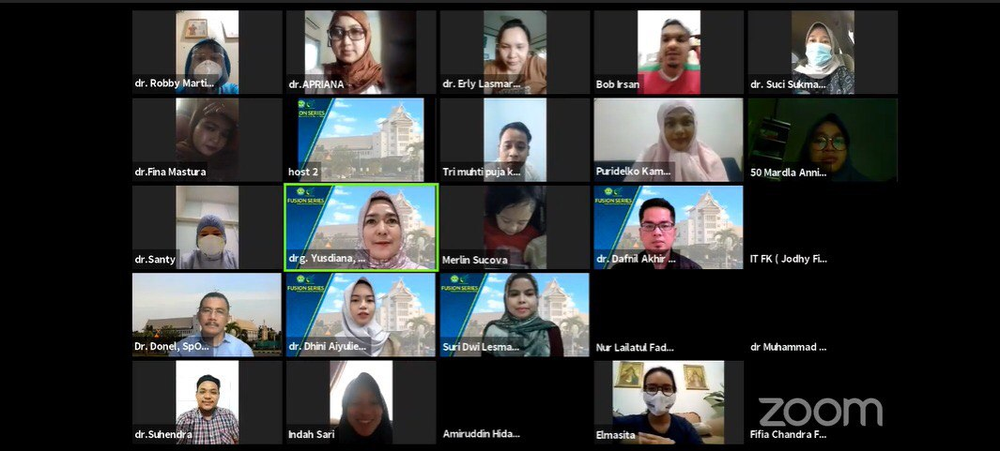 dr. Robby Marti...
dr.APRIANA
dr. Erly Lasmar...
Bob Irsan
dr. Suci Sukma...
dr.Fina Mastura
FUSION SERIES
host 2
Tri muhti puja k...
Puridelko Kam...
50 Mardla Anni...
dr.Santy
FUSION SERIES
drg. Yusdiana, ...
Merlin Sucova
FUSION SERIES
dr. Dafnil Akhir ...
IT FK ( Jodhy Fi...
Dr. Donel, SpO...
FUSION SERIES
dr. Dhini Aiyulie...
FUSION SERIES
Suri Dwi Lesma...
Nur Lailatul Fad...
dr Muhammad ...
dr.Suhendra
Indah Sari
Amiruddin Hida...
Elmasita
zoom
Fifia Chandra F...